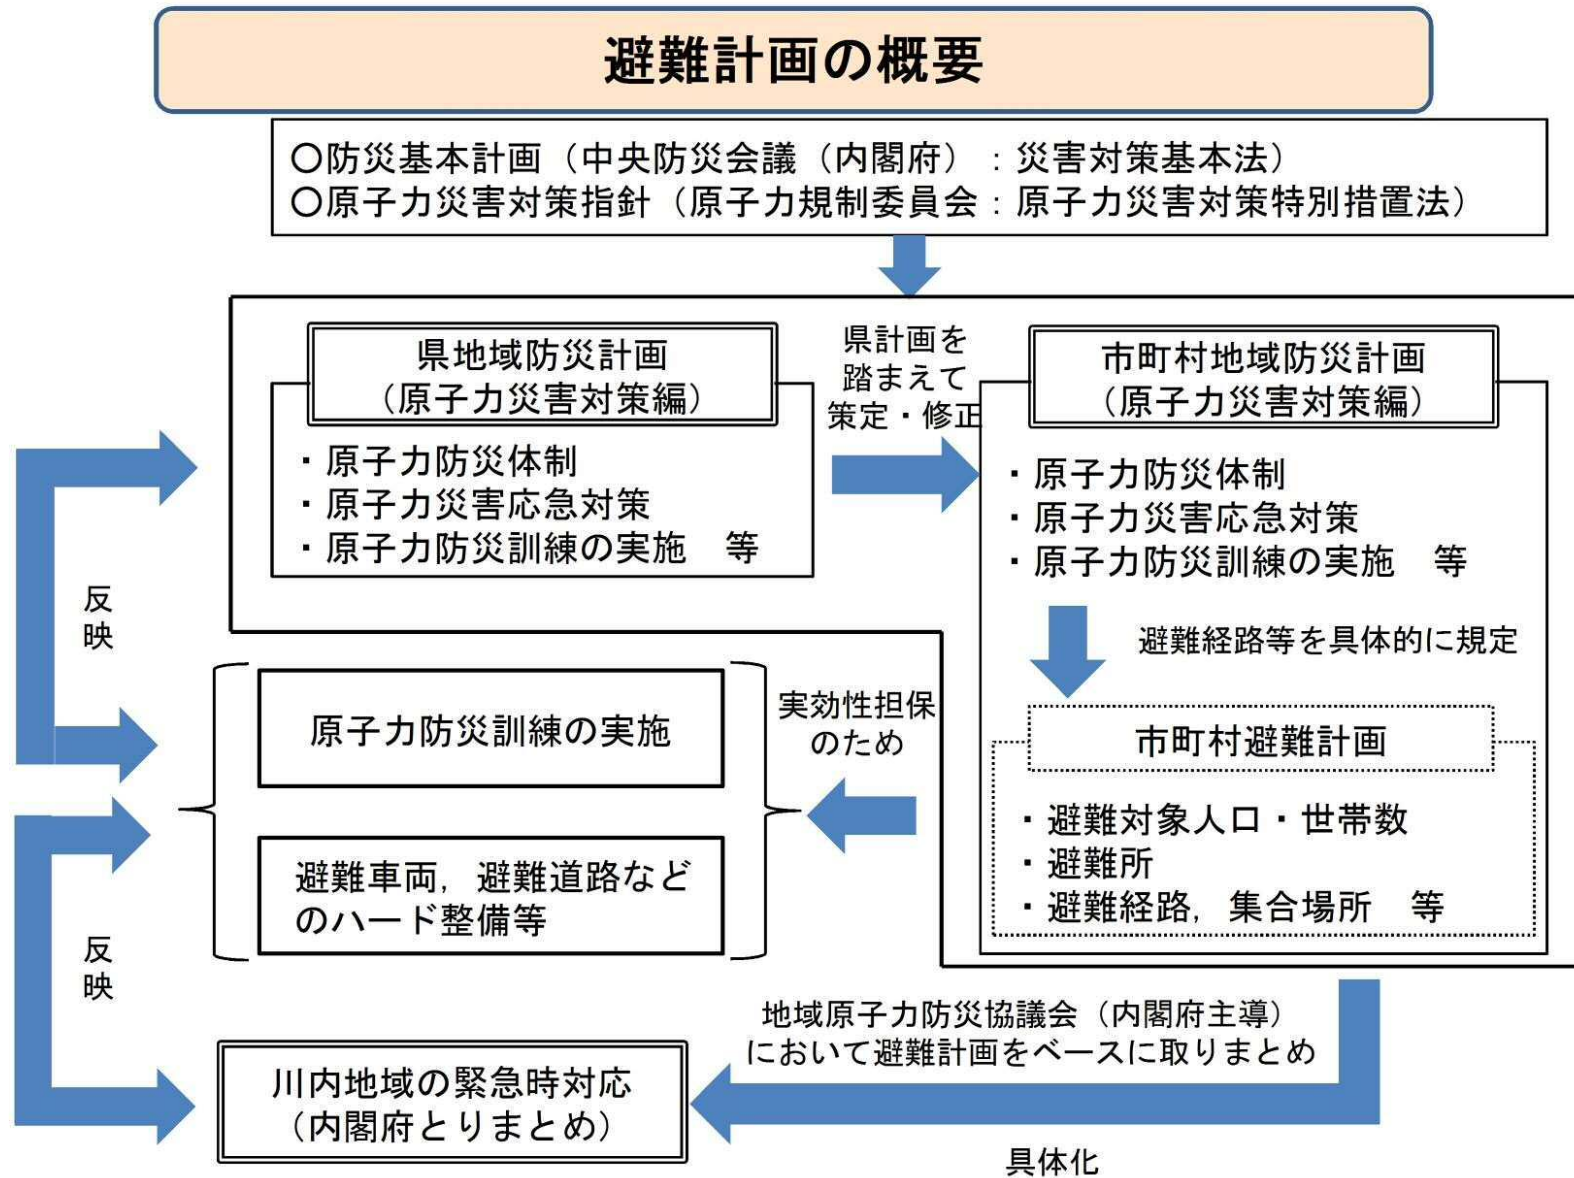 避難計画の概要
○防災基本計画（中央防災会議（内閣府）：災害対策基本法）
○原子力災害対策指針（原子力規制委員会：原子力災害対策特別措置法）
県地域防災計画
（原子力災害対策編）
・原子力防災体制
・原子力災害応急対策
・原子力防災訓練の実施　等
県計画を
踏まえて
策定・修正
市町村地域防災計画
（原子力災害対策編）
・原子力防災体制
・原子力災害応急対策
・原子力防災訓練の実施　等
避難経路等を具体的に規定
市町村避難計画
・避難対象人口・世帯数
・避難所
・避難経路，集合場所　等
反
映
原子力防災訓練の実施
実効性担保
のため
避難車両，避難道路など
のハード整備等
反
映
地域原子力防災協議会（内閣府主導）
において避難計画をベースに取りまとめ
川内地域の緊急時対応
（内閣府とりまとめ）
具体化